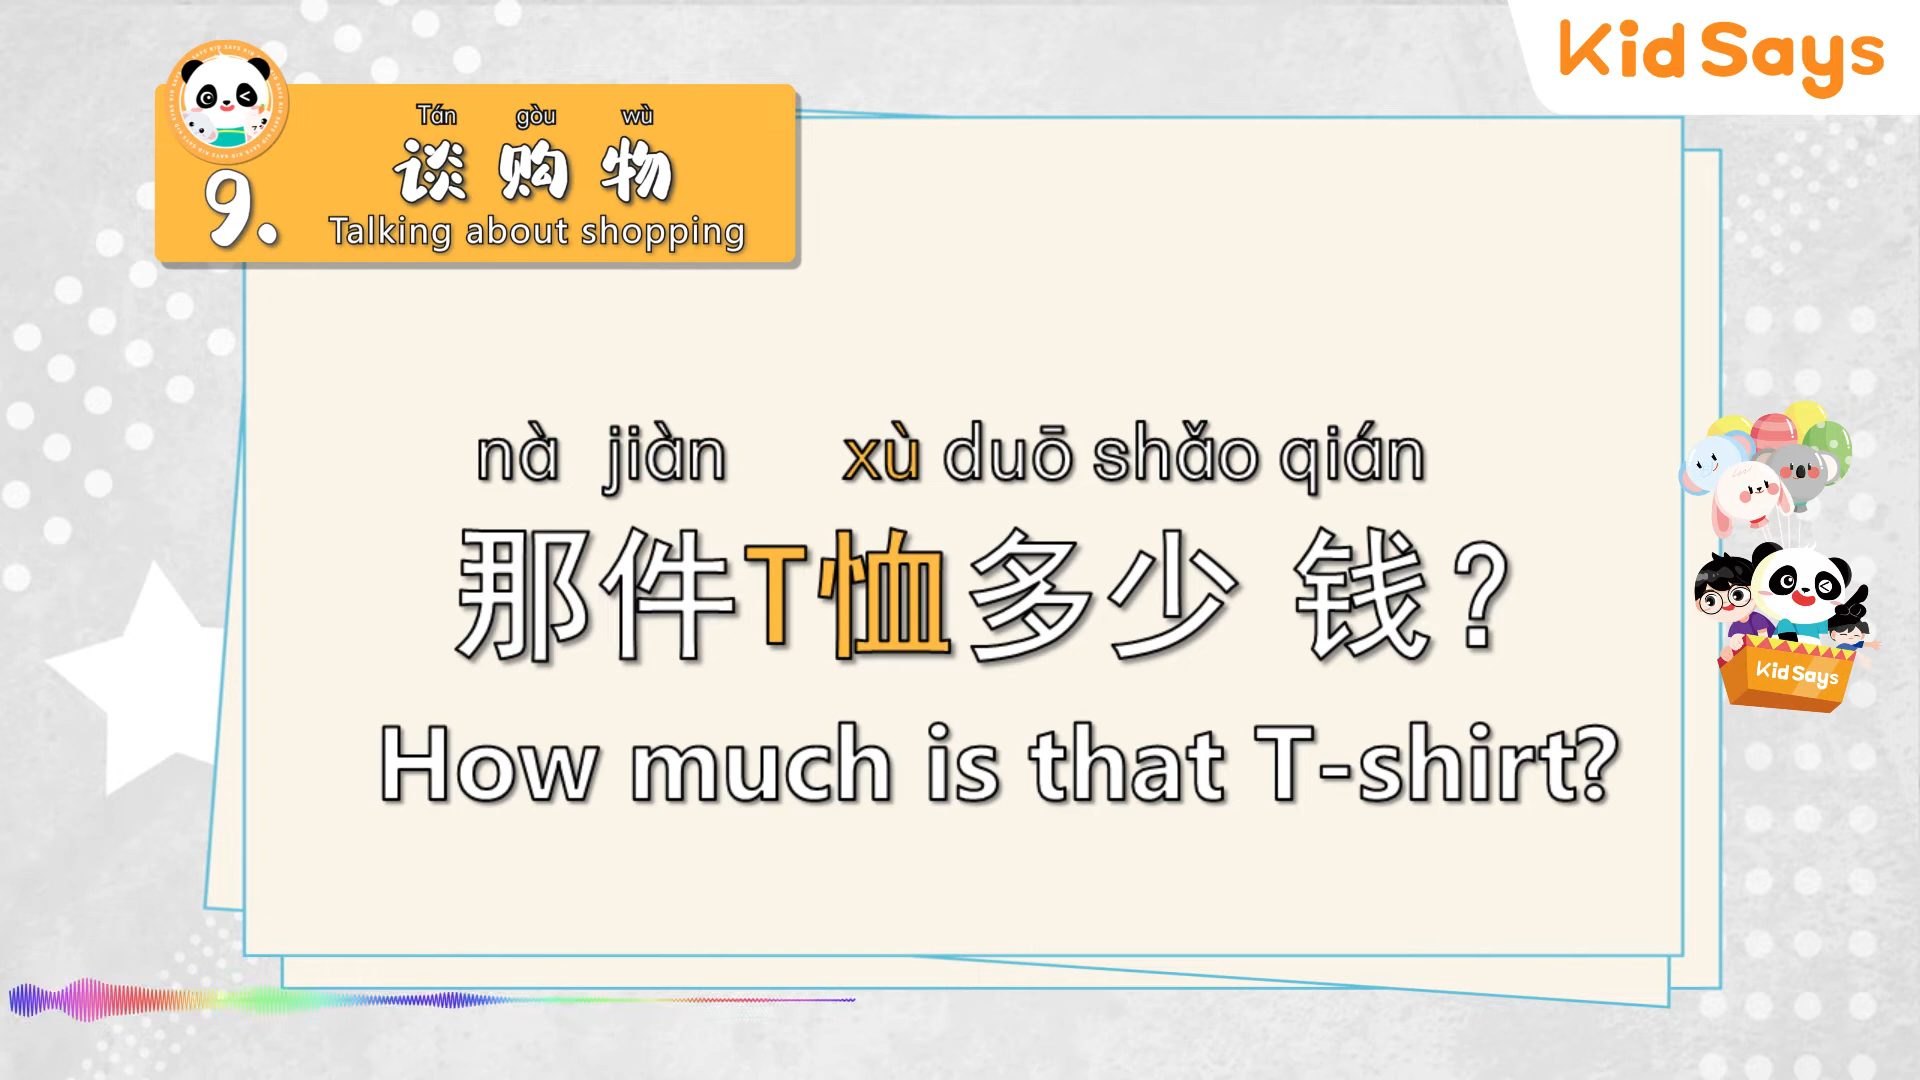 Kid Says
Tán gòu wù
9. 谈购物
Talking about shopping
nà jiàn xù duō shǎo qián
那件T恤多少 钱？
How much is that T-shirt?
Kid Says